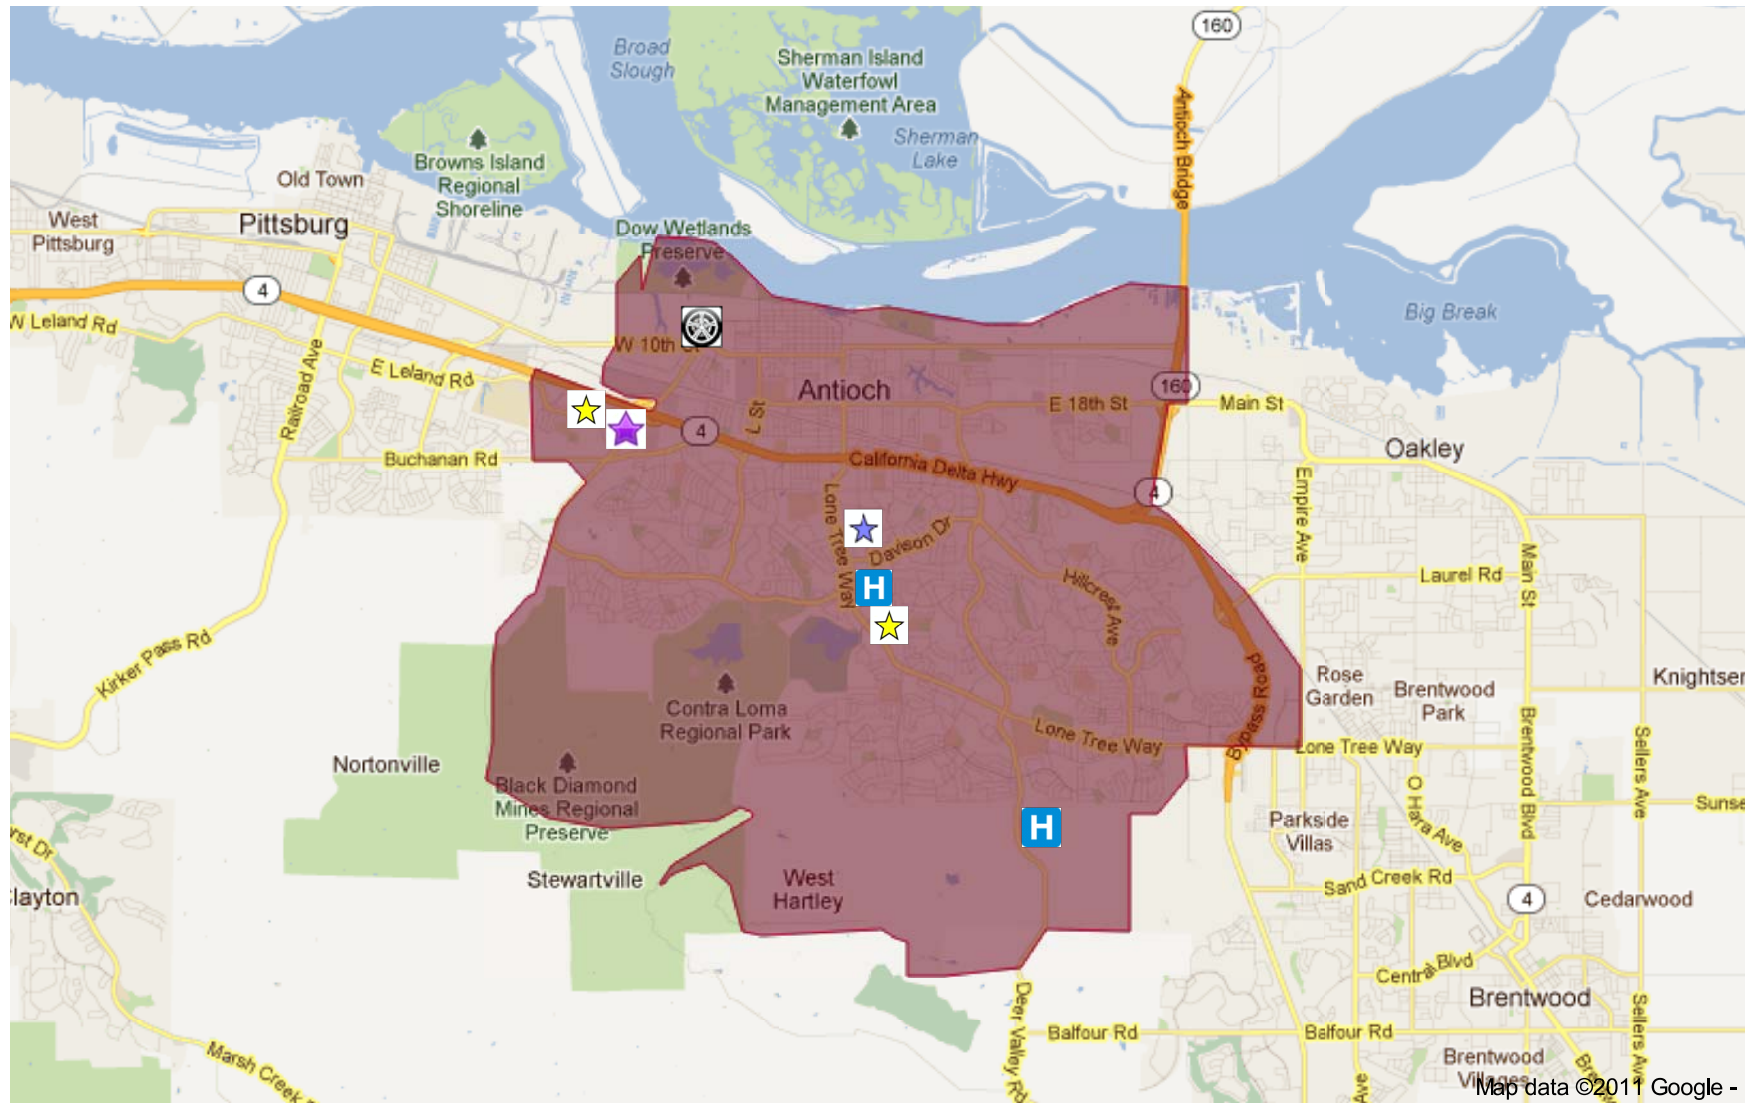 160
Broad
Slough
Sherman Island
Waterfowl
Management Area
Antioch Bridge
Sherman
Lake
Browns Island
Regional
Shoreline
Old Town
West
Pittsburg
Pittsburg
Dow Wetlands
Preserve
4
Big Break
W Leland Rd
W 10th St
E Leland Rd
Railroad Ave
Antioch
160
E 18th St
Main St
L St
4
Oakley
Buchanan Rd
California Delta Hwy
4
Empire Ave
Lone Tree Way
Davison Dr
Main St
Laurel Rd
Hillcrest Ave
H
Kirker Pass Rd
Bypass Road
Rose
Garden
Brentwood
Park
Knightser
Contra Loma
Regional Park
Lone Tree Way
Lone Tree Way
Brentwood Blvd
Sellers Ave
Nortonville
Black Diamond
Mines Regional
Preserve
O Hara Ave
Sunse
H
Parkside
Villas
rst Dr
Stewartville
West
Hartley
Sand Creek Rd
4
Cedarwood
layton
Central Blvd
Brentwood
Deer Valley Rd
Balfour Rd
Balfour Rd
Sellers Ave
Marsh Creek
Brentwood
Villages
Ave
Map data ©2011 Google -